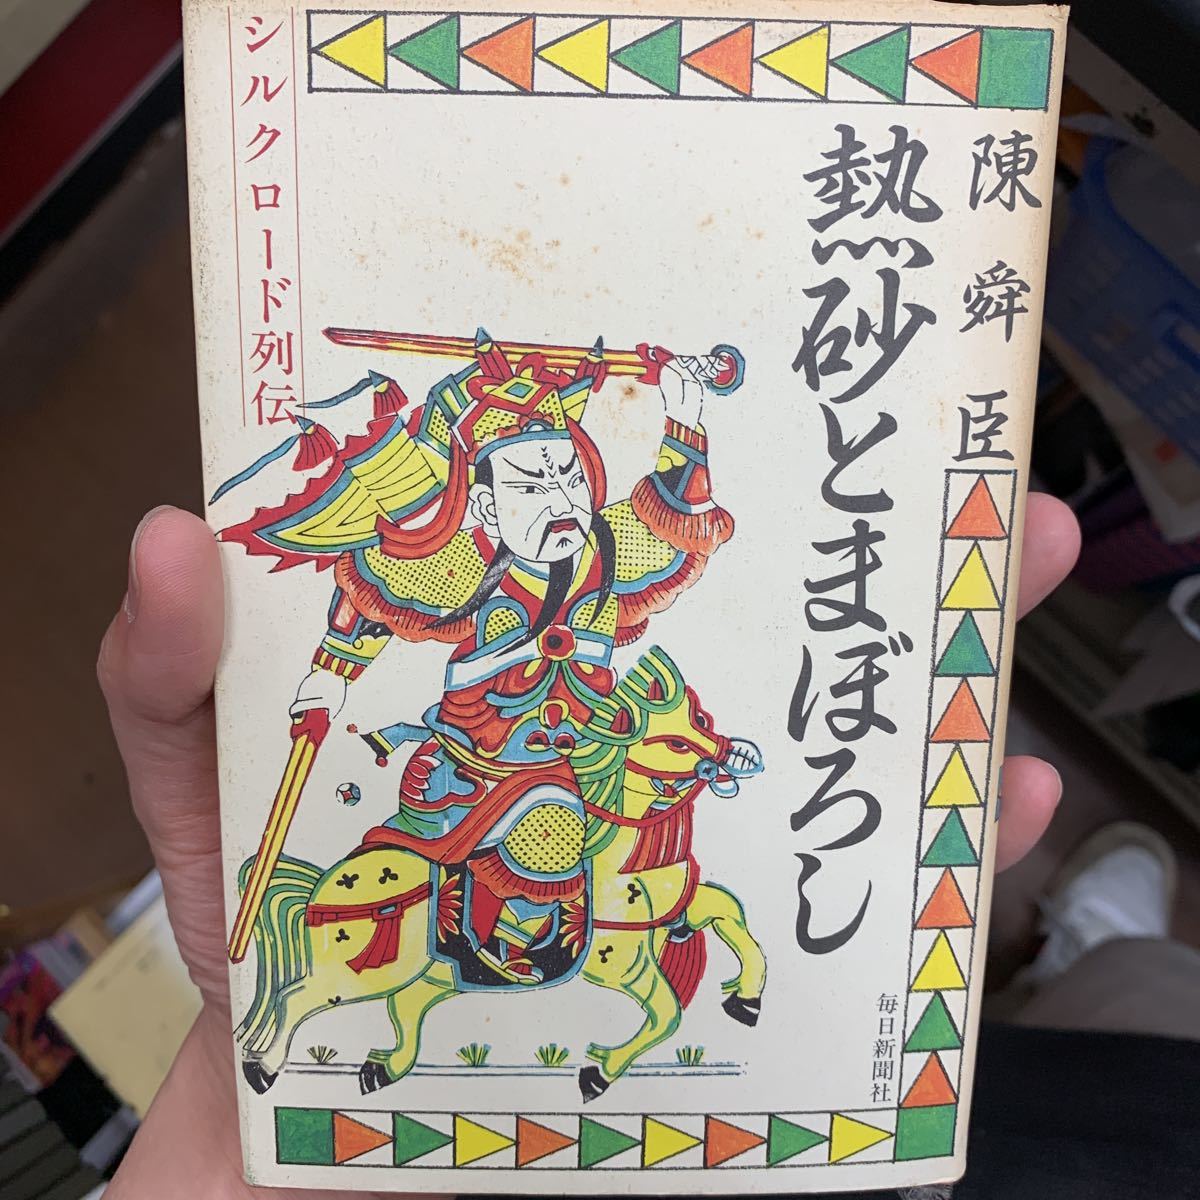 陳舜臣
熱砂とまぼろし
毎日新聞社
シルクロード列伝